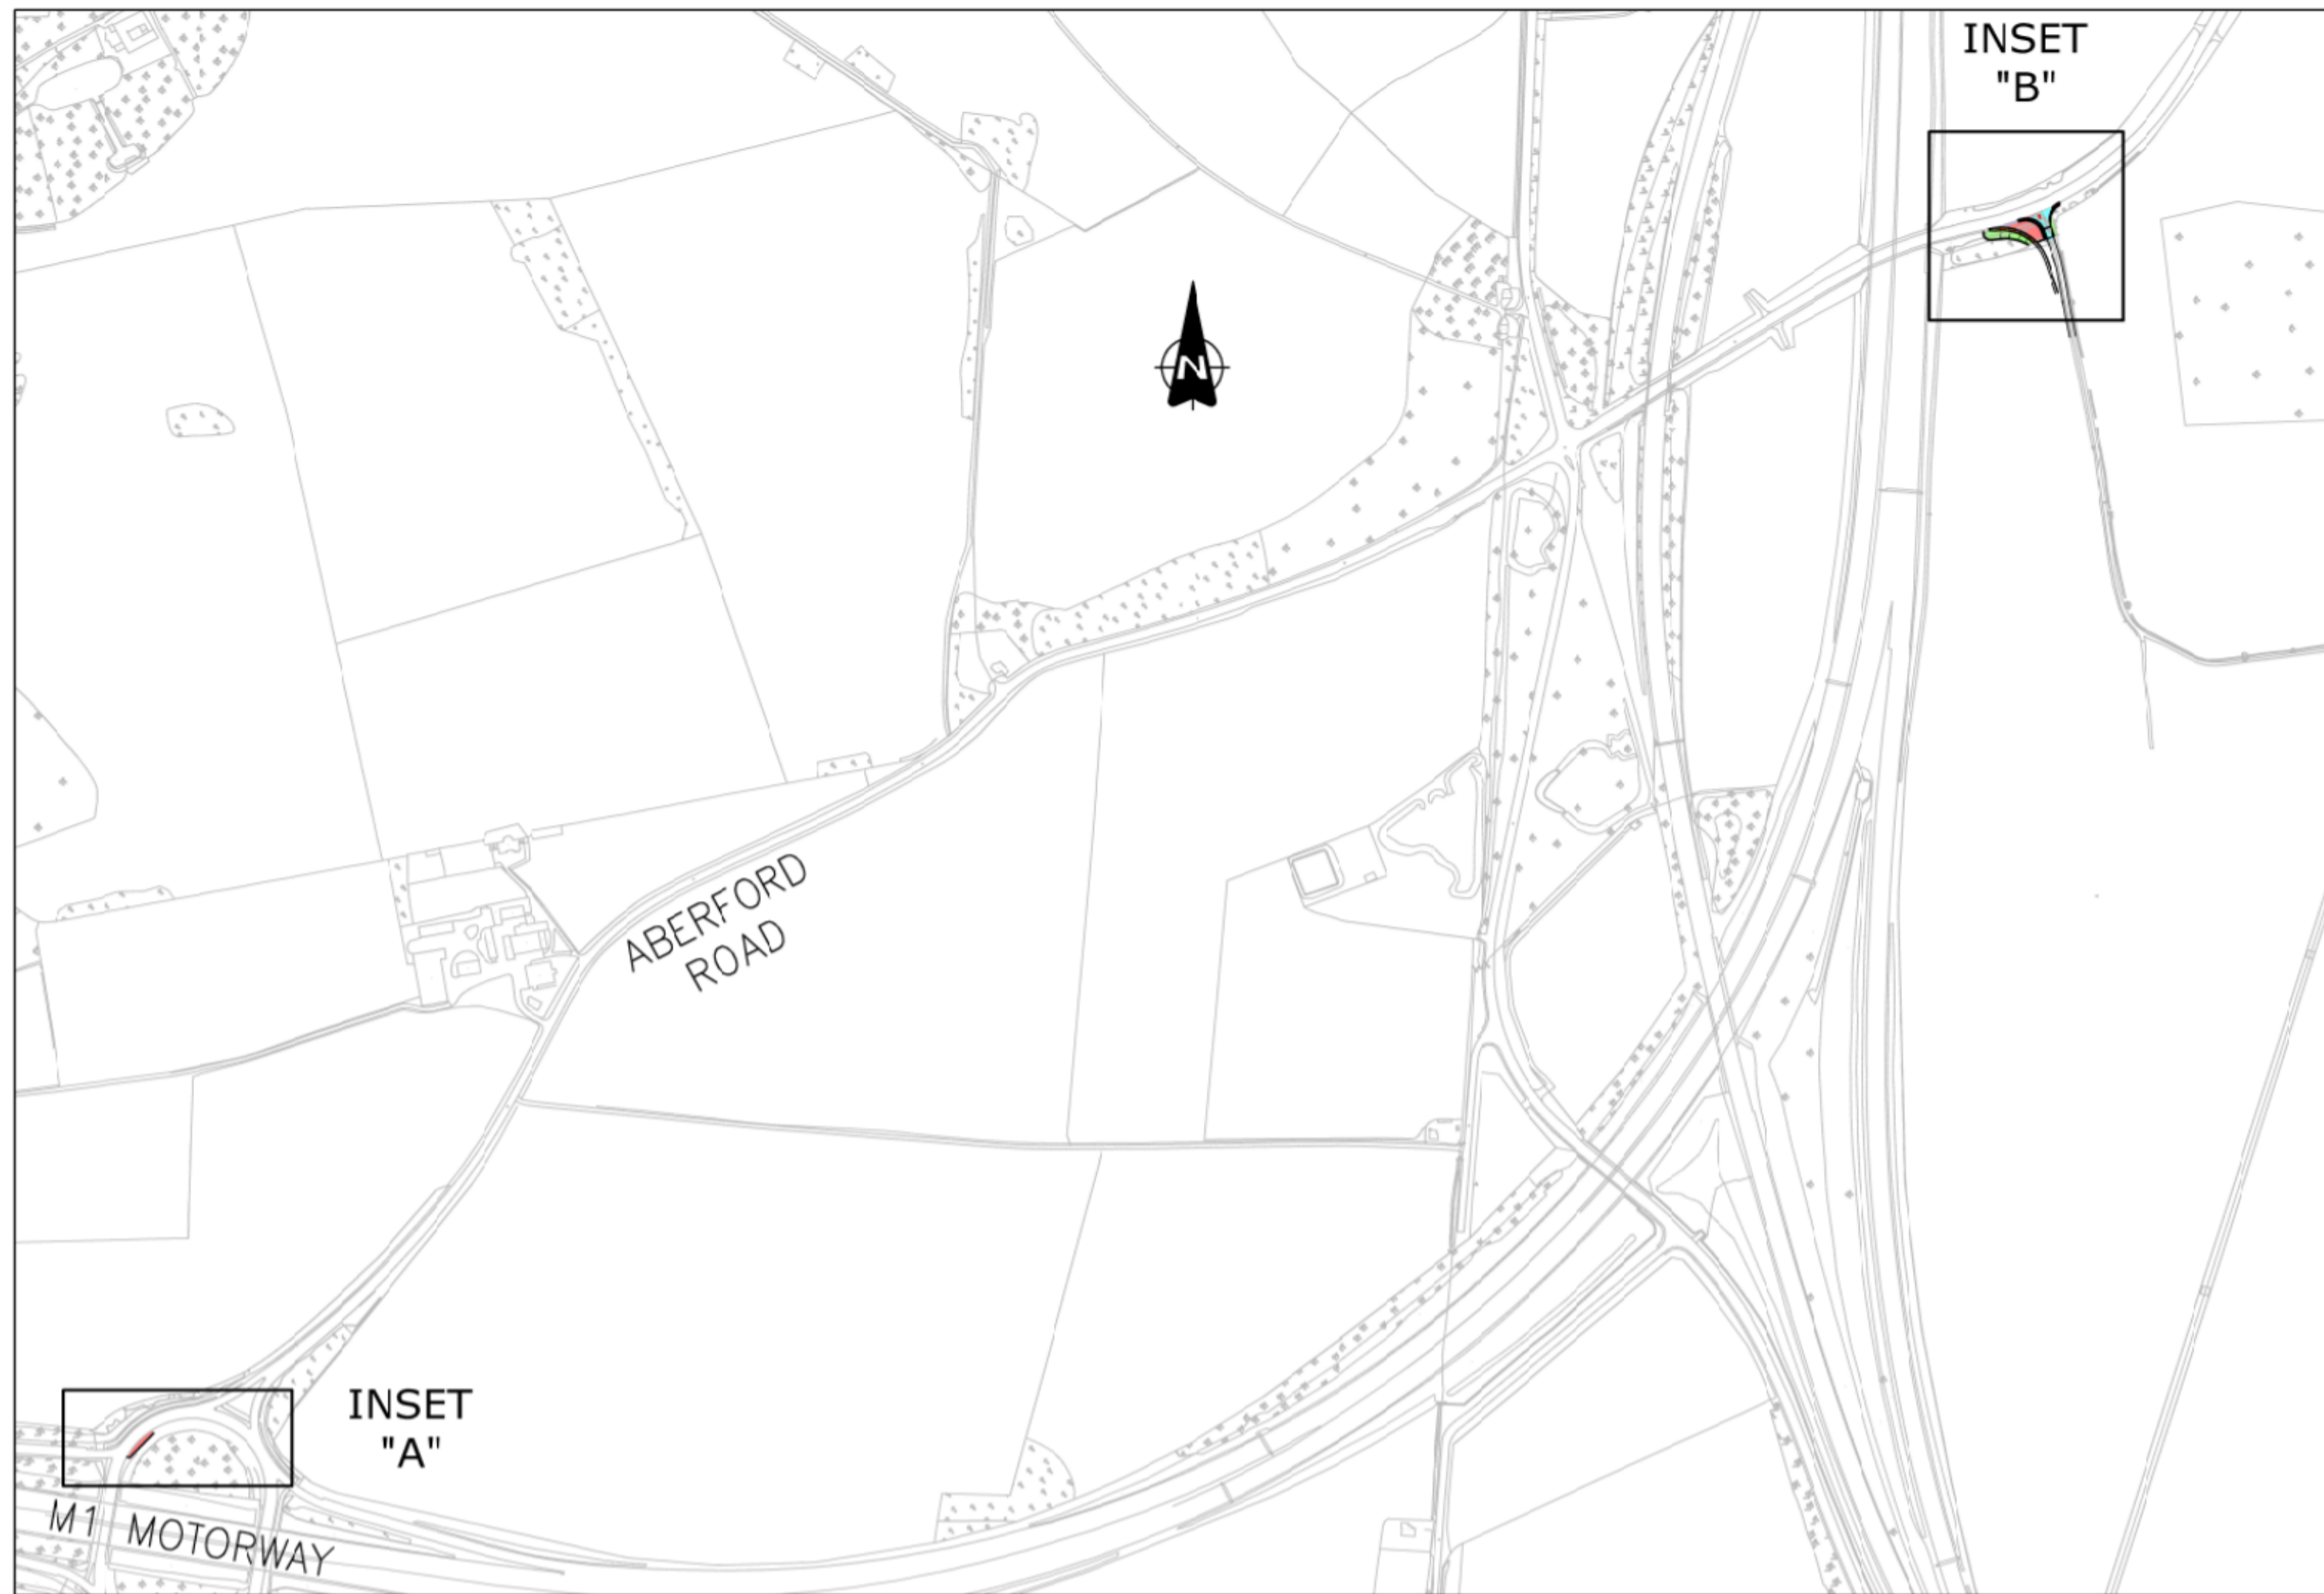 INSET
"B"
N
ABERFORD
ROAD
INSET
"A"
M1 MOTORWAY